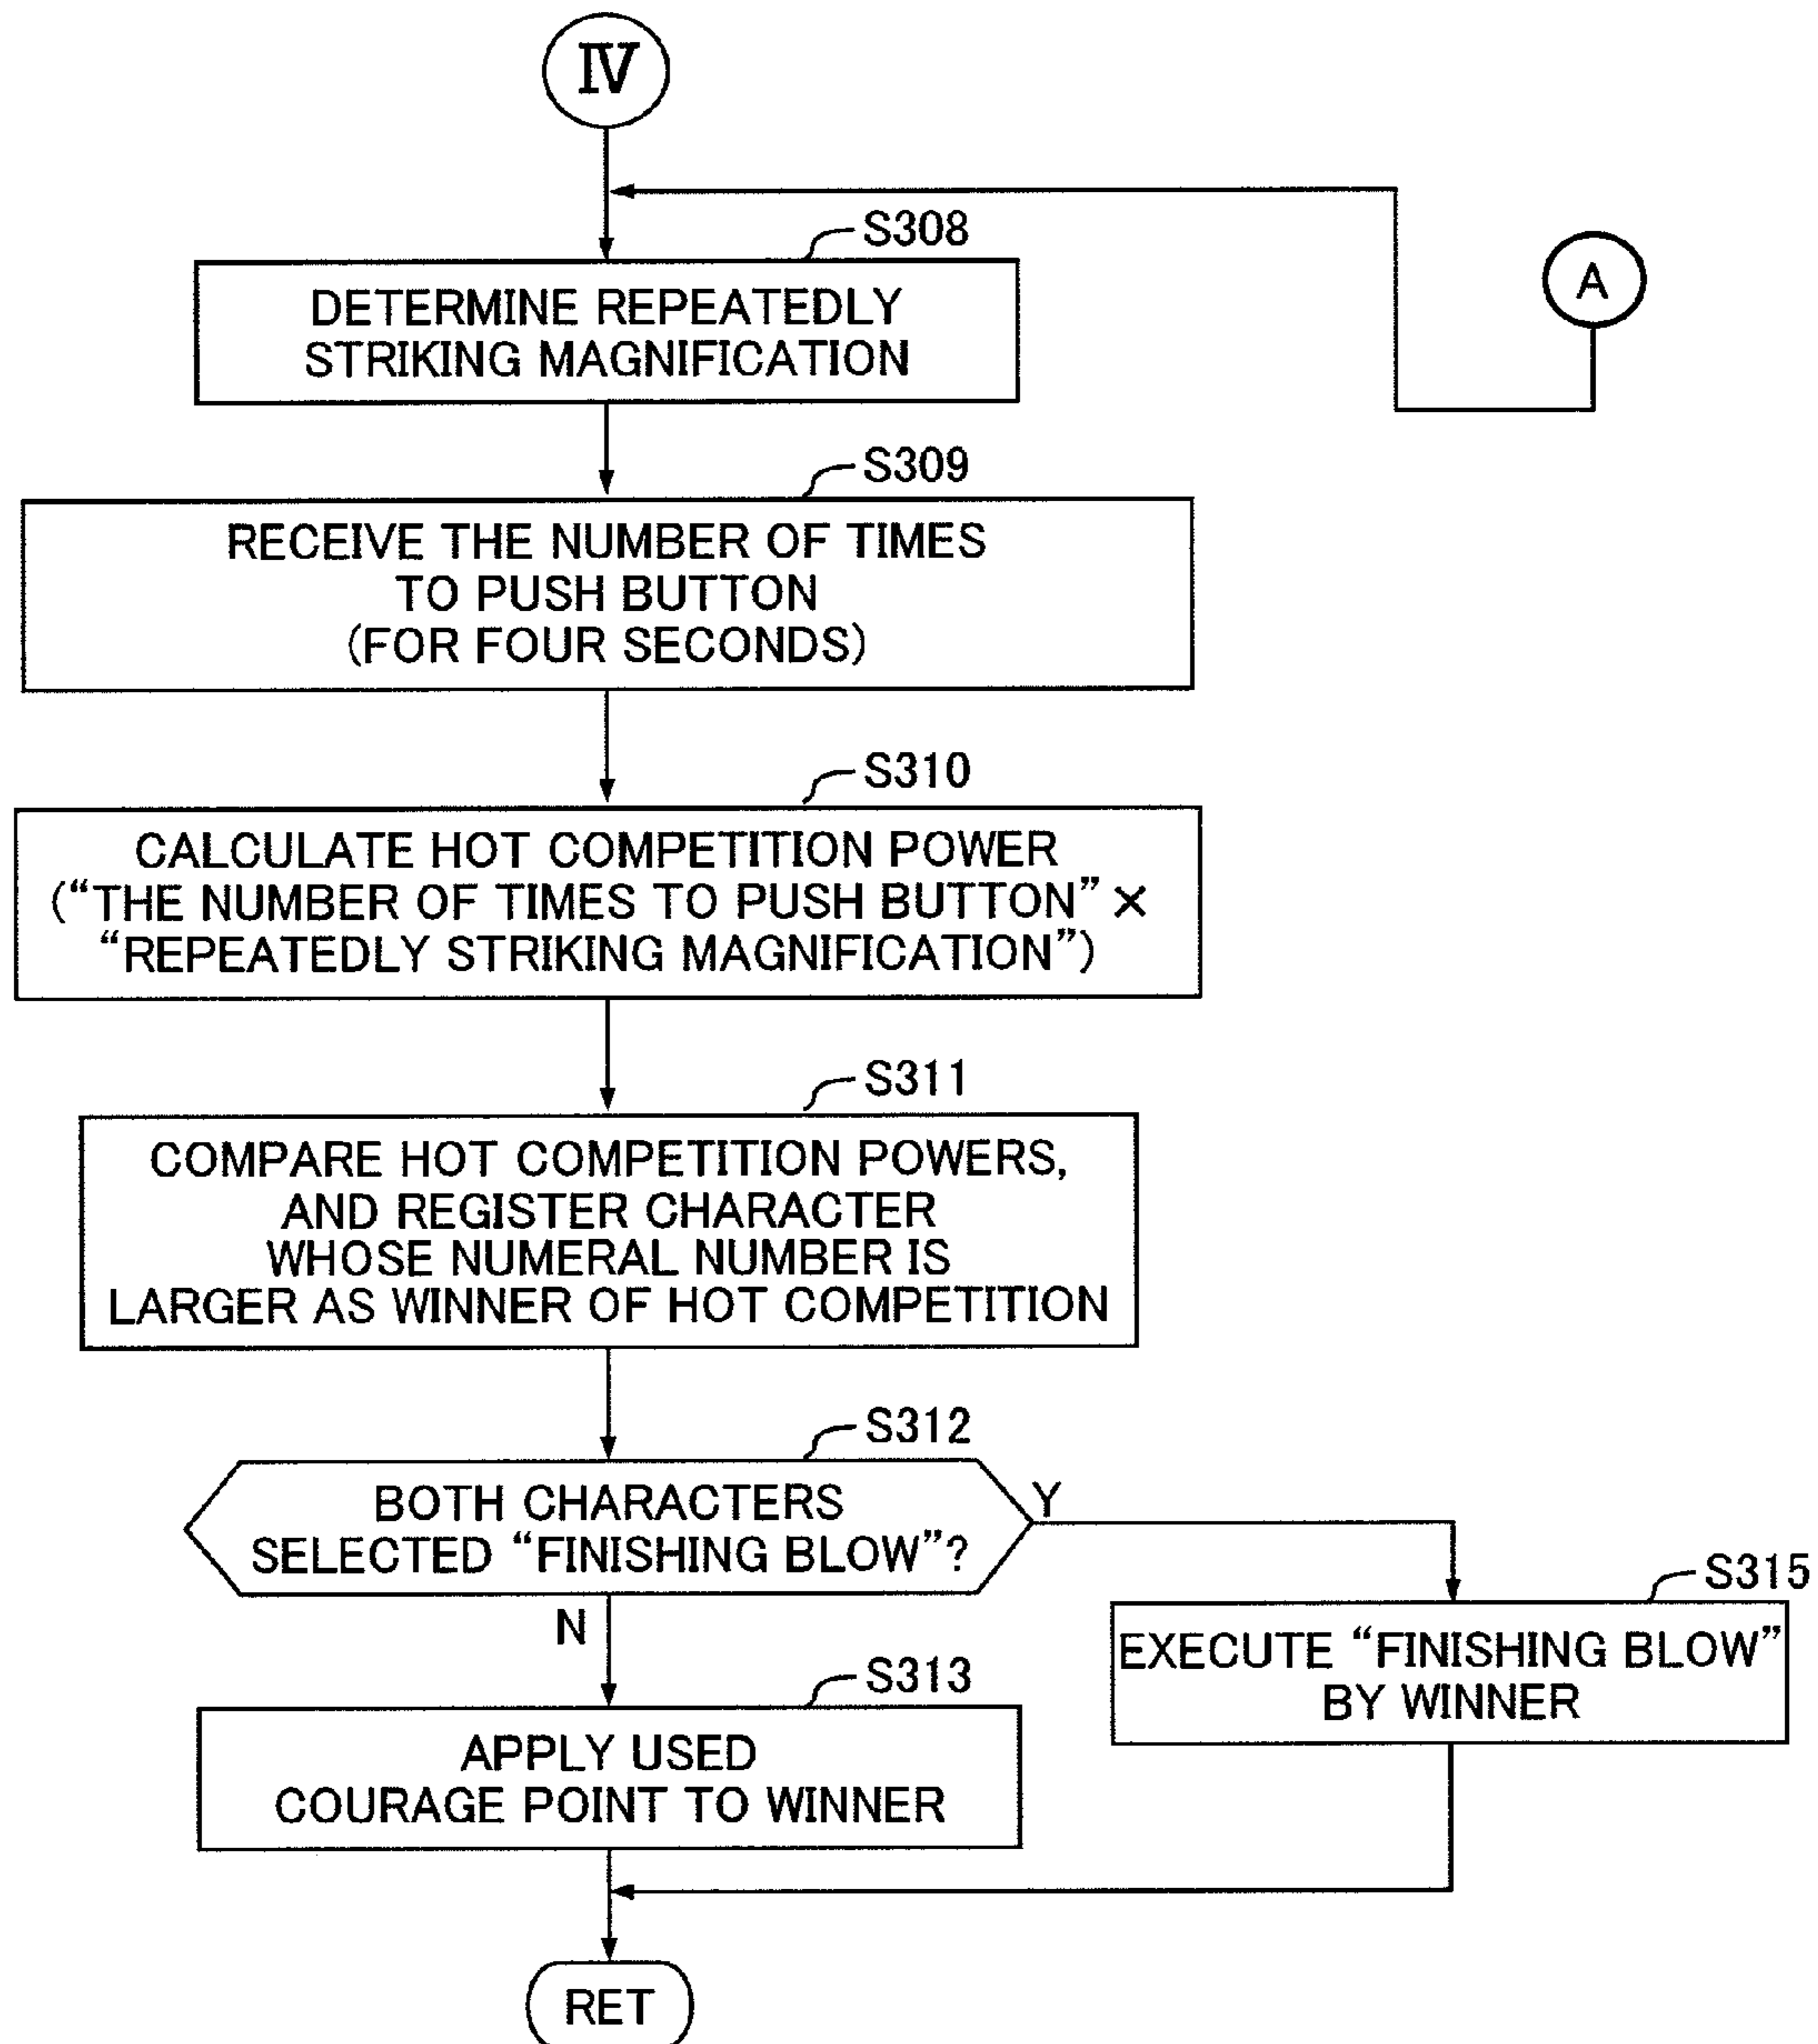 IV
S308
A
DETERMINE REPEATEDLY
STRIKING MAGNIFICATION
S309
RECEIVE THE NUMBER OF TIMES
TO PUSH BUTTON
(FOR FOUR SECONDS)
S310
CALCULATE HOT COMPETITION POWER
(“THE NUMBER OF TIMES TO PUSH BUTTON” ×
“REPEATEDLY STRIKING MAGNIFICATION”)
S311
COMPARE HOT COMPETITION POWERS,
AND REGISTER CHARACTER
WHOSE NUMERAL NUMBER IS
LARGER AS WINNER OF HOT COMPETITION
S312
BOTH CHARACTERS
SELECTED “FINISHING BLOW”?
Y
N
S315
EXECUTE “FINISHING BLOW”
BY WINNER
S313
APPLY USED
COURAGE POINT TO WINNER
RET